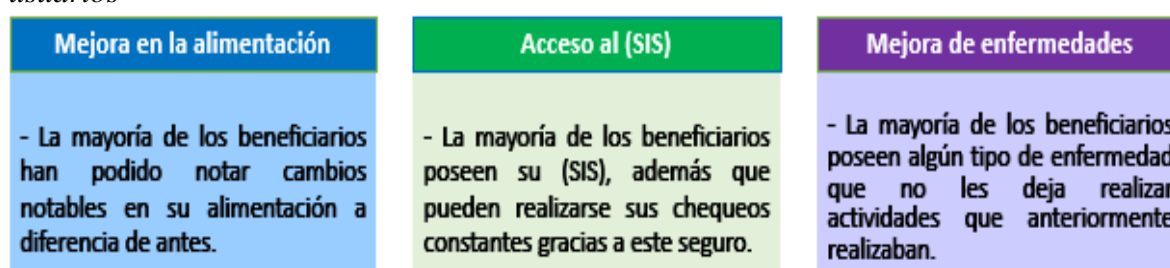 usuarios
Mejora en la alimentación
- La mayoría de los beneficiarios
han podido notar cambios
notables en su alimentación a
diferencia de antes.
Acceso al (SIS)
- La mayoría de los beneficiarios
poseen su (SIS), además que
pueden realizarse sus chequeos
constantes gracias a este seguro.
Mejora de enfermedades
- La mayoría de los beneficiarios
poseen algún tipo de enfermedad
que no les deja realizar
actividades que anteriormente
realizaban.